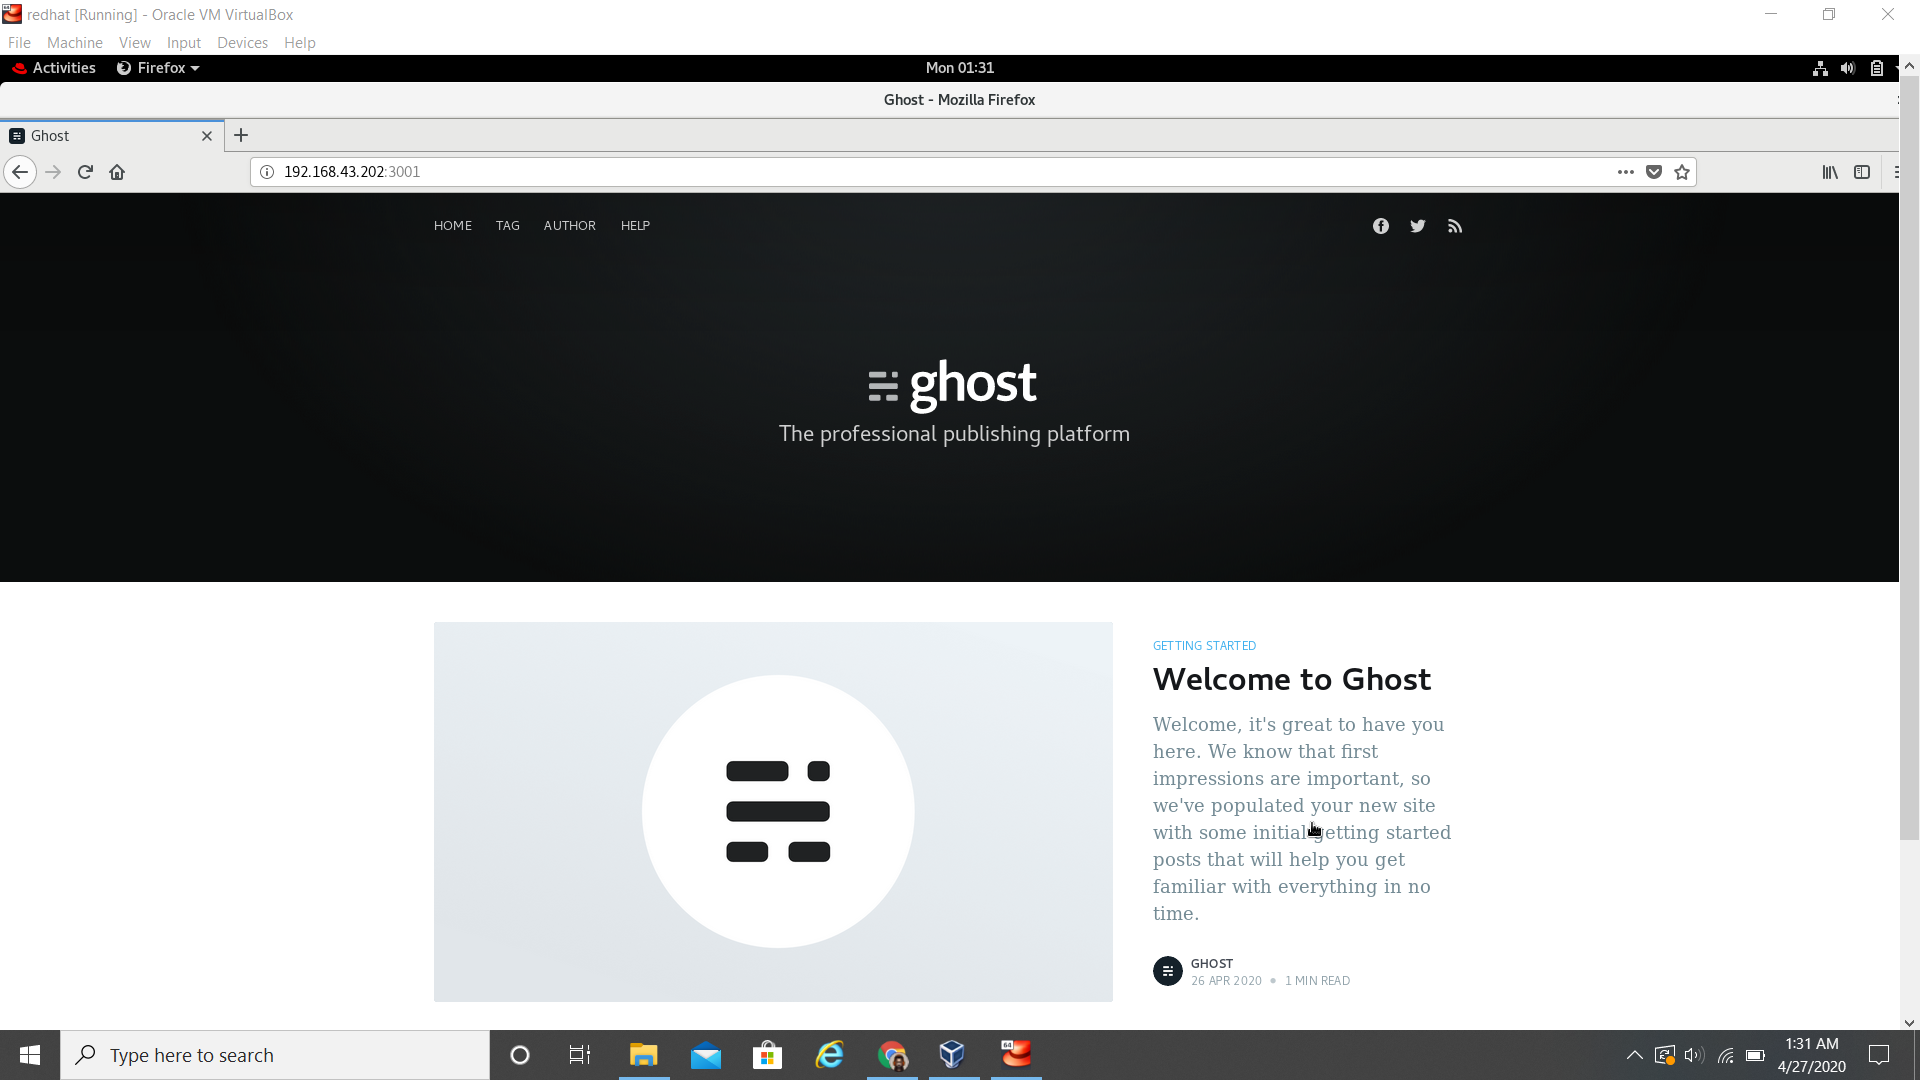 redhat [Running] - Oracle VM VirtualBox
File Machine View Input Devices Help
Activities Firefox Mon 01:31
Ghost - Mozilla Firefox
Ghost
192.168.43.202:3001
HOME TAG AUTHOR HELP
ghost
The professional publishing platform
GETTING STARTED
Welcome to Ghost
Welcome, it's great to have you
here. We know that first
impressions are important, so
we've populated your new site
with some initial getting started
posts that will help you get
familiar with everything in no
time.
GHOST
26 APR 2020 • 1 MIN READ
Type here to search
64
1:31 AM
4/27/2020